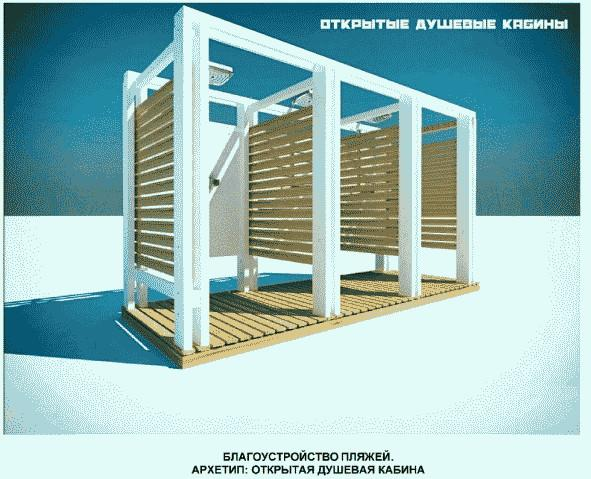 ОТКРЫТЫЕ ДУШЕВЫЕ КАБИНЫ
БЛАГОУСТРОЙСТВО ПЛЯЖЕЙ.
АРХЕТИП: ОТКРЫТАЯ ДУШЕВАЯ КАБИНА